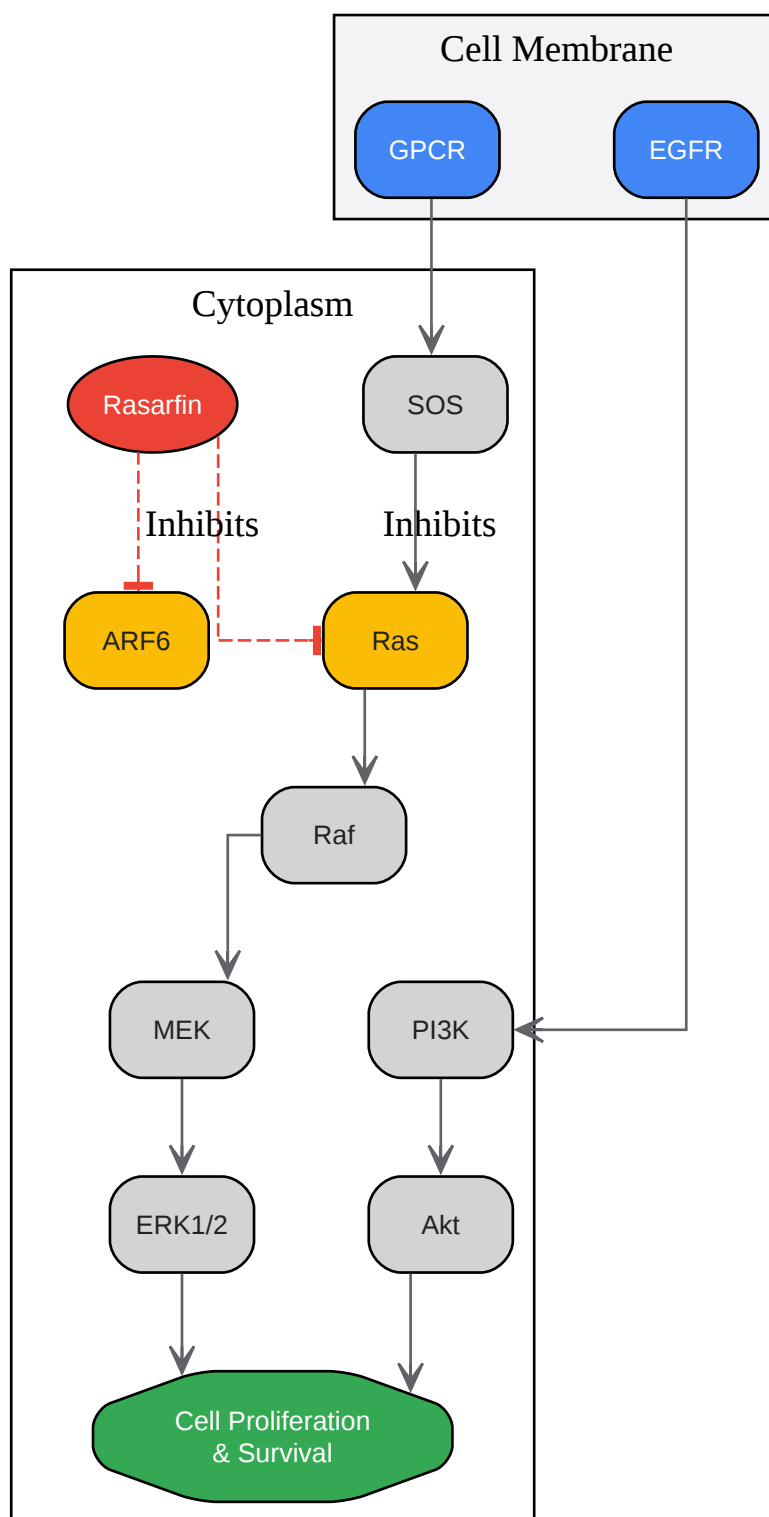 Cell Membrane
GPCR
EGFR
Cytoplasm
Rasarfin
SOS
Inhibits
Inhibits
ARF6
Ras
Raf
MEK
PI3K
ERK1/2
Akt
Cell Proliferation
& Survival